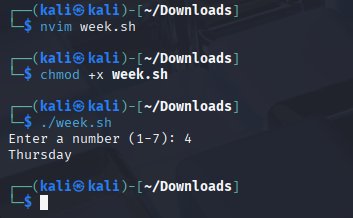 ┌──(kali㉿kali)-[~/Downloads]
└─$ nvim week.sh
┌──(kali㉿kali)-[~/Downloads]
└─$ chmod +x week.sh
┌──(kali㉿kali)-[~/Downloads]
└─$ ./week.sh
Enter a number (1-7): 4
Thursday
┌──(kali㉿kali)-[~/Downloads]
└─$